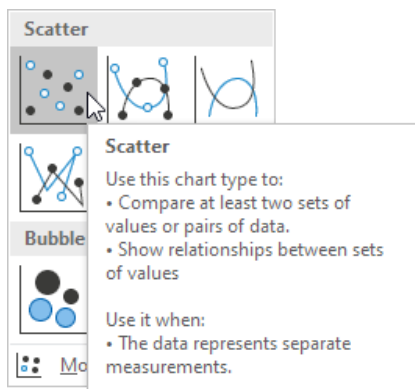 Scatter
Scatter
Use this chart type to:
• Compare at least two sets of
values or pairs of data.
• Show relationships between sets
of values
Bubble
Use it when:
• The data represents separate
measurements.